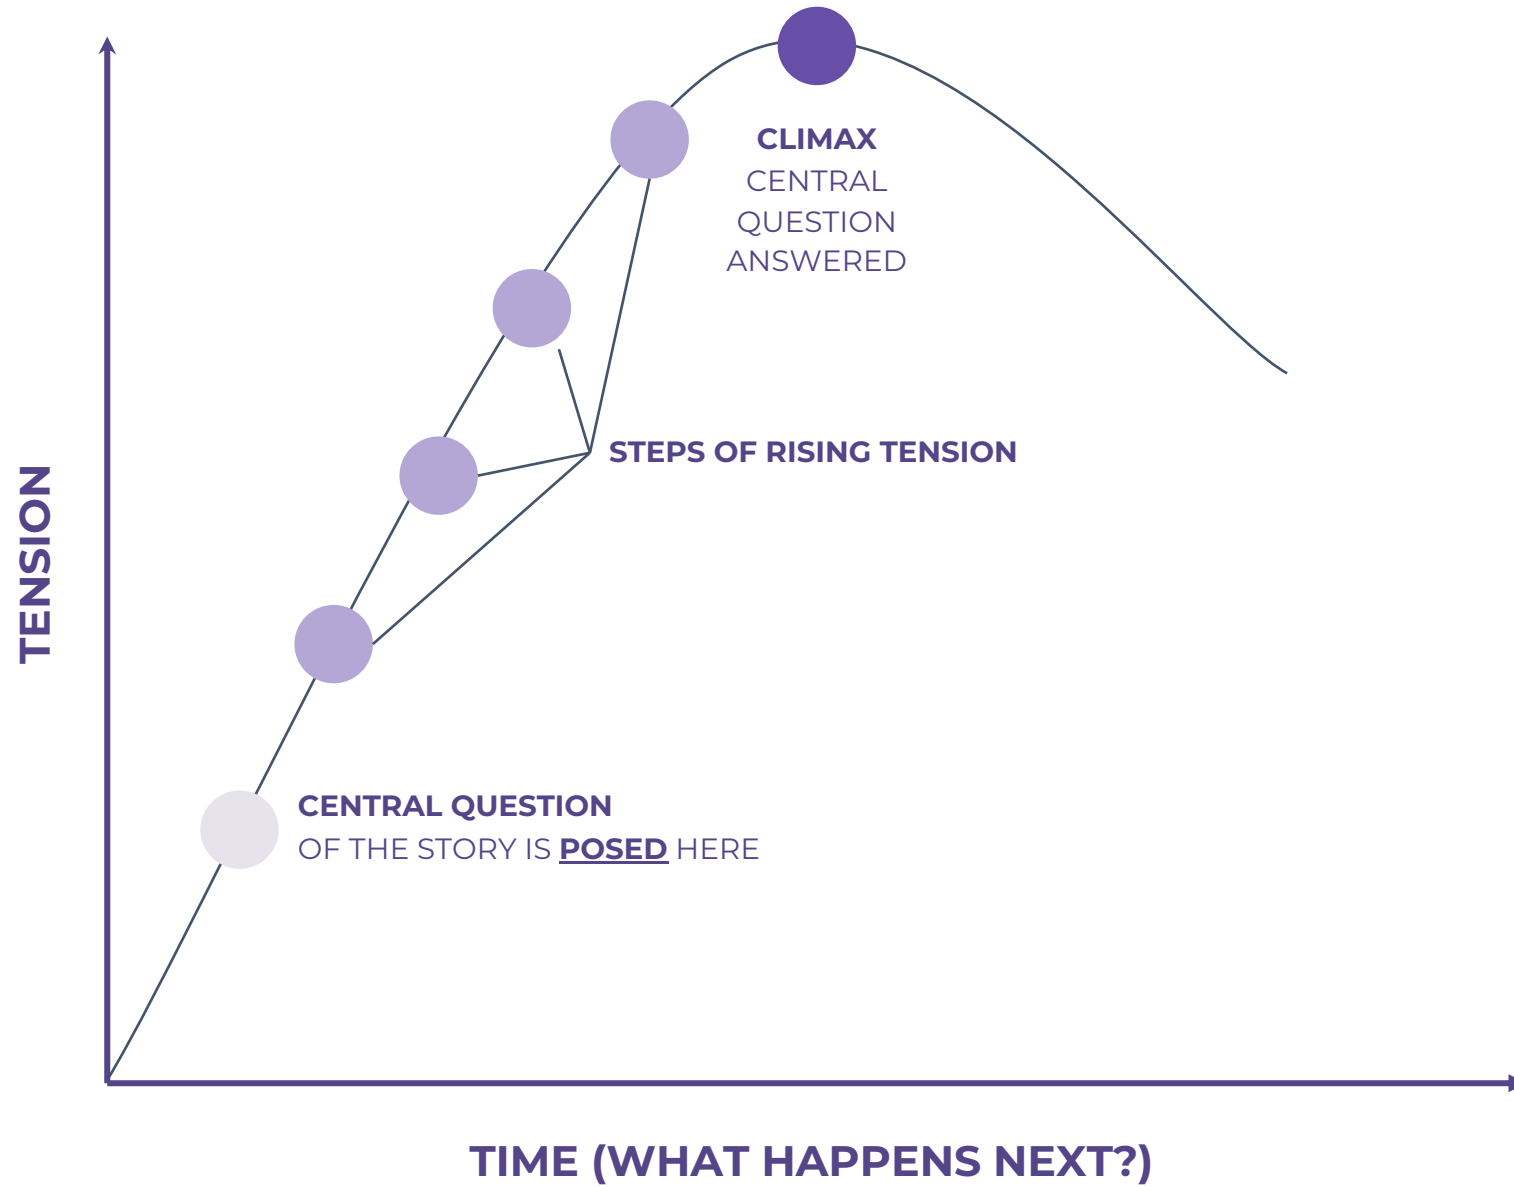 CLIMAX
CENTRAL
QUESTION
ANSWERED
STEPS OF RISING TENSION
TENSION
CENTRAL QUESTION
OF THE STORY IS POSED HERE
TIME (WHAT HAPPENS NEXT?)